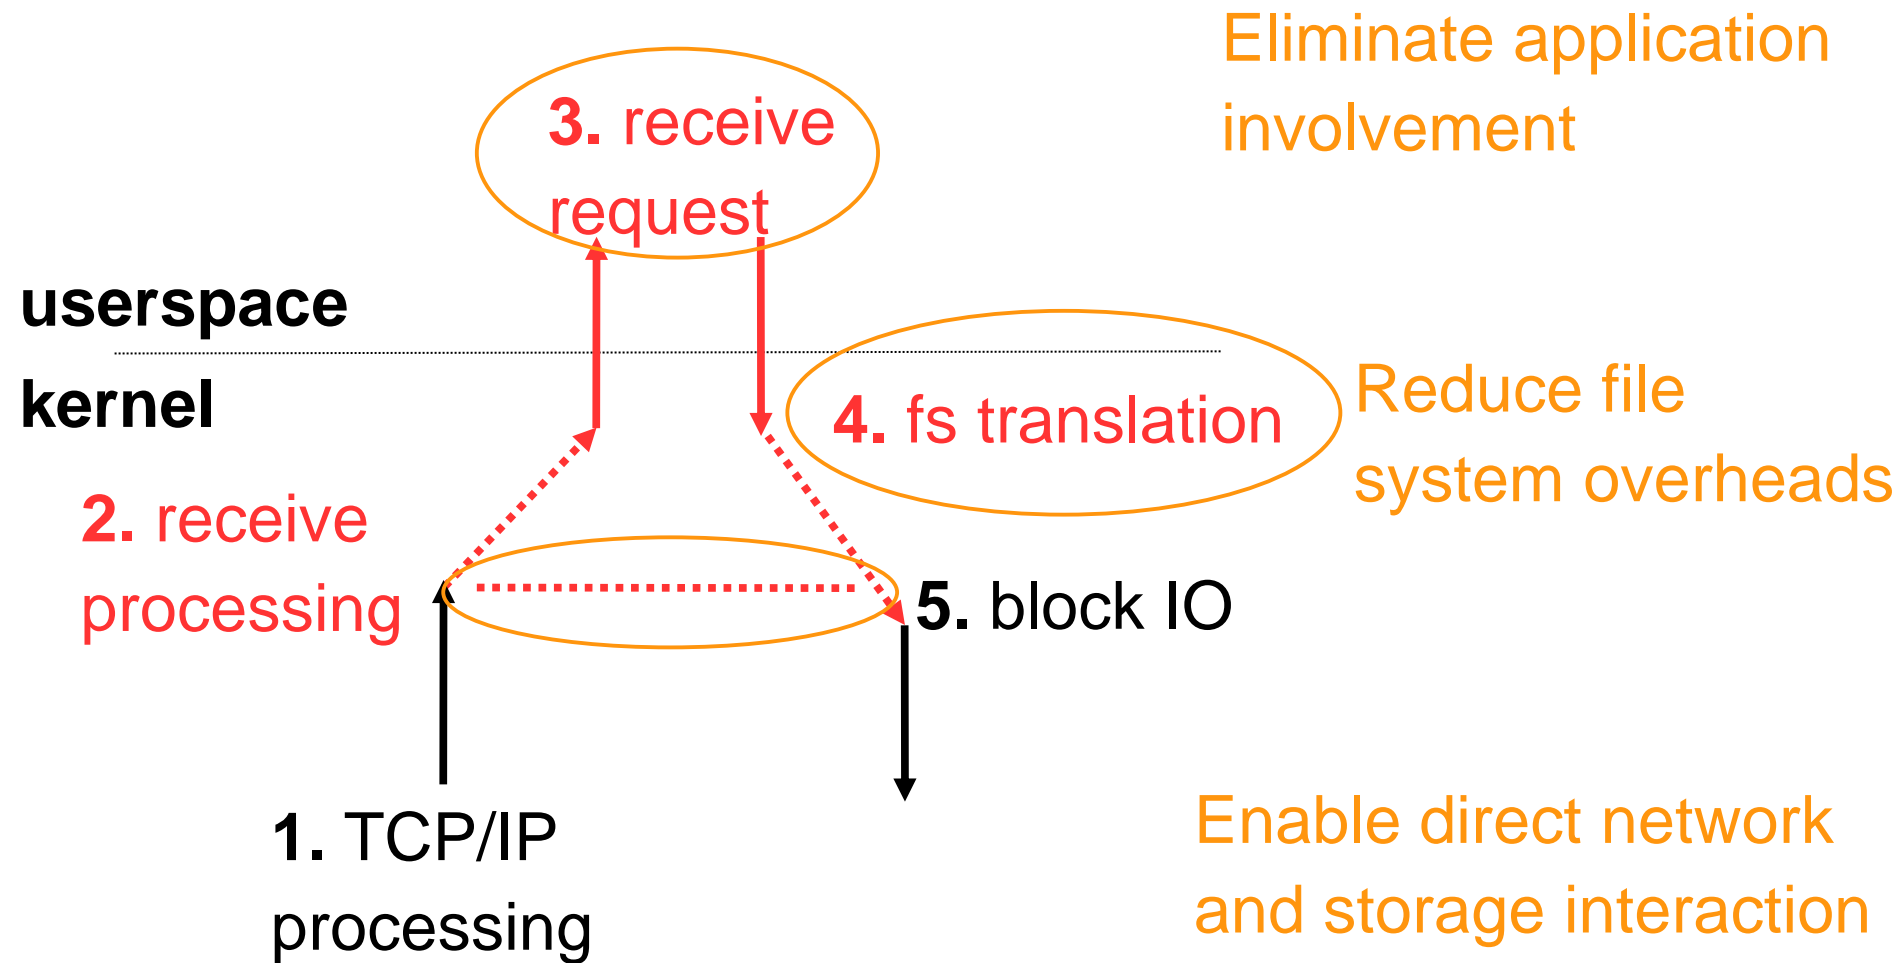 Eliminate application
involvement
3. receive
request
userspace
kernel
4. fs translation
Reduce file
system overheads
2. receive
processing
5. block IO
1. TCP/IP
processing
Enable direct network
and storage interaction